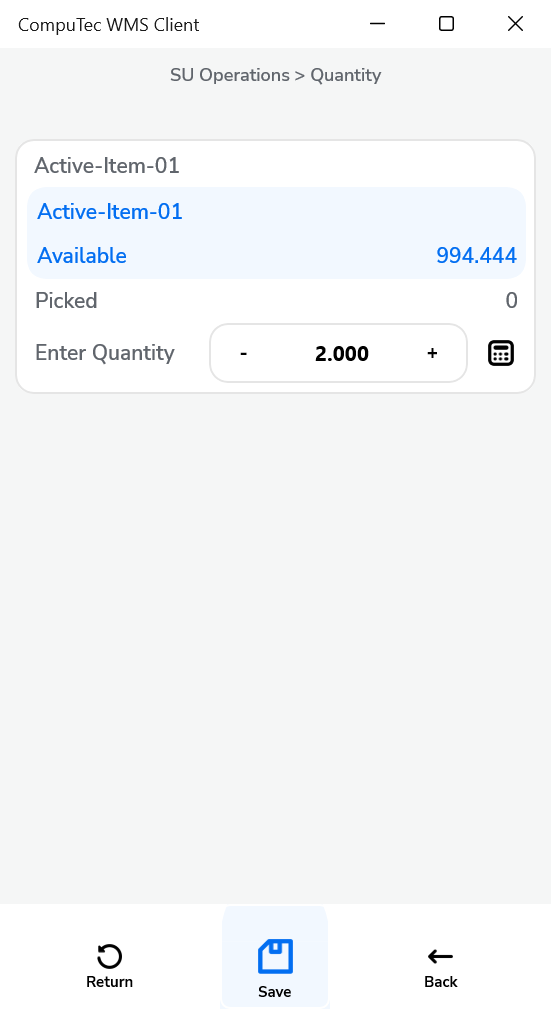 CompuTec WMS Client
SU Operations > Quantity
Active-Item-01
Active-Item-01
Available 994.444
Picked 0
Enter Quantity - 2.000 +
Return Save Back